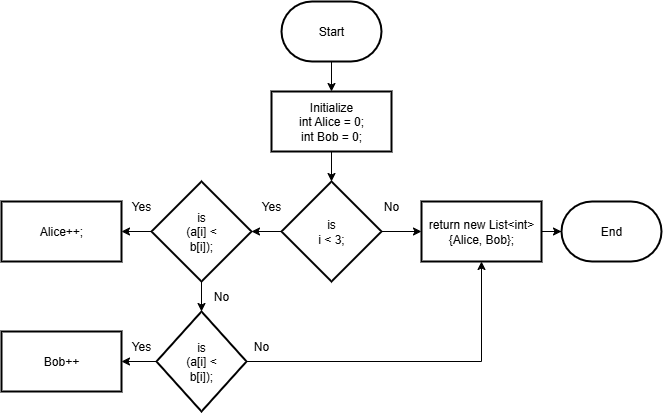 Start
Initialize
int Alice = 0;
int Bob = 0;
Yes
Yes
No
is
(a[i] <
b[i]);
is
i < 3;
Alice++;
return new List<int>
{Alice, Bob};
End
No
Yes
No
is
(a[i] <
b[i]);
Bob++